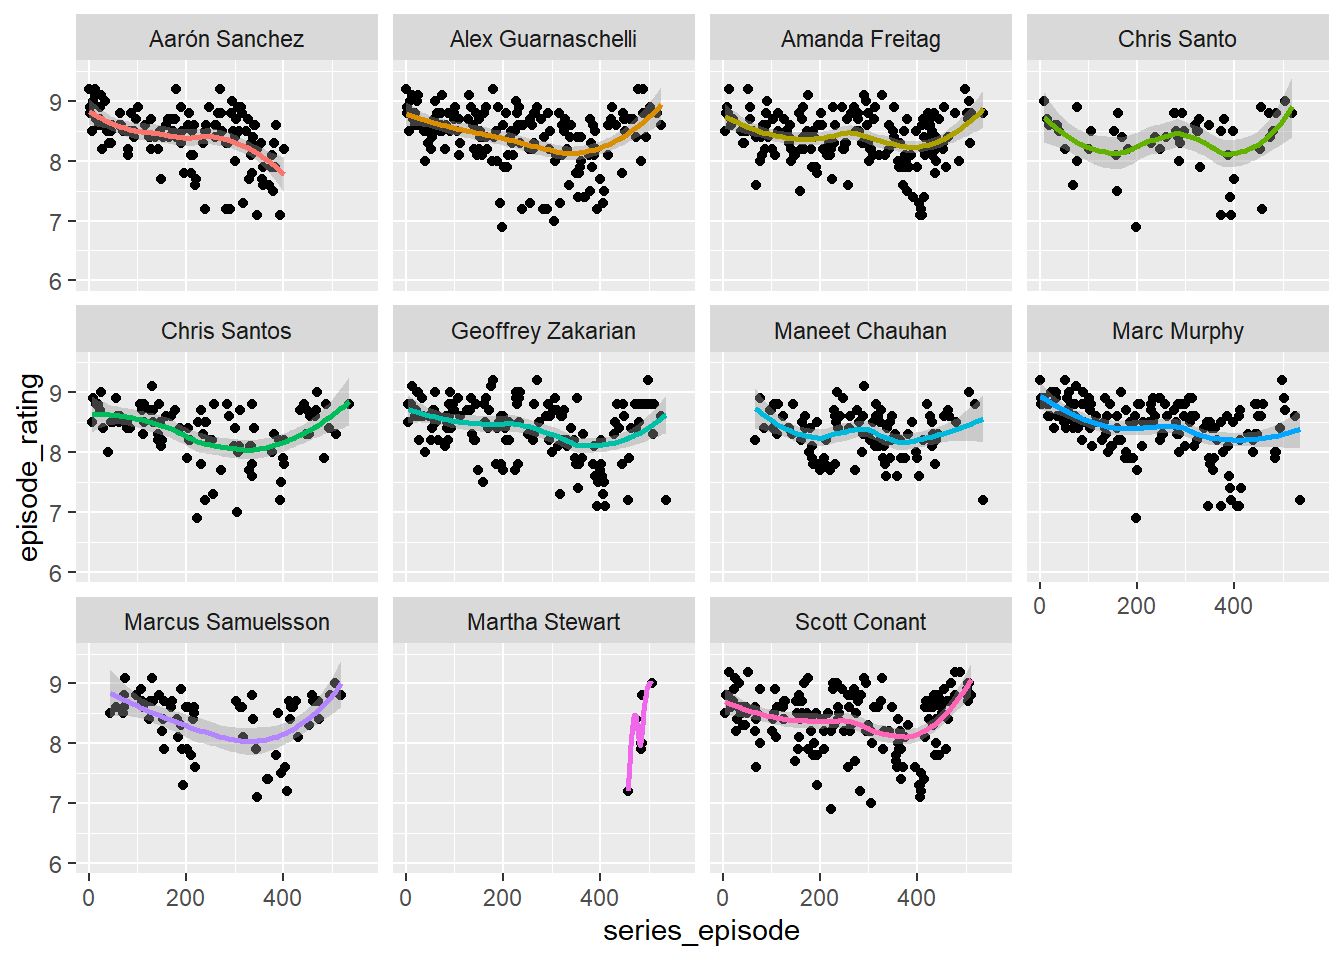 Aarón Sanchez
Alex Guarnaschelli
Amanda Freitag
Chris Santo
9
8
7
6
Chris Santos
Geoffrey Zakarian
Maneet Chauhan
Marc Murphy
9
8
7
6
0 200 400
episode_rating
Marcus Samuelsson
Martha Stewart
Scott Conant
9
8
7
6
0 200 400
0 200 400
0 200 400
series_episode